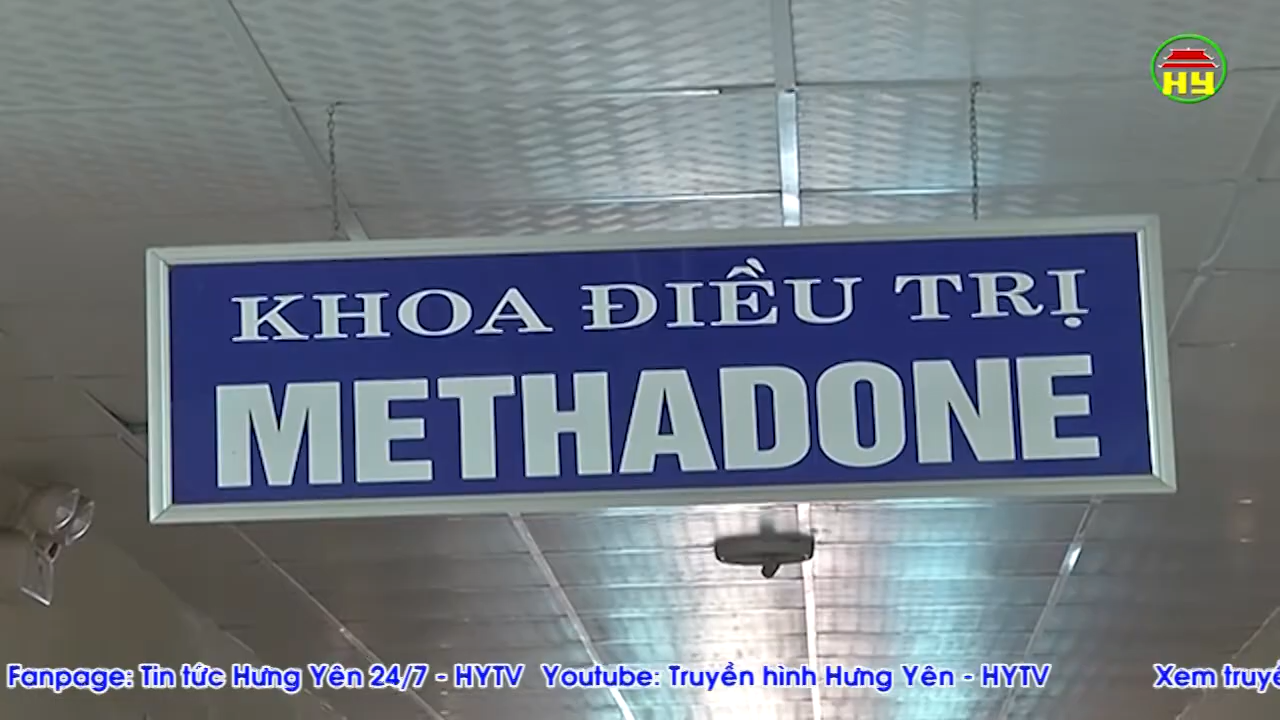 HY
KHOA ĐIỀU TRỊ
METHADONE
Fanpage: Tin tức Hưng Yên 24/7 - HYTV Youtube: Truyền hình Hưng Yên - HYTV Xem